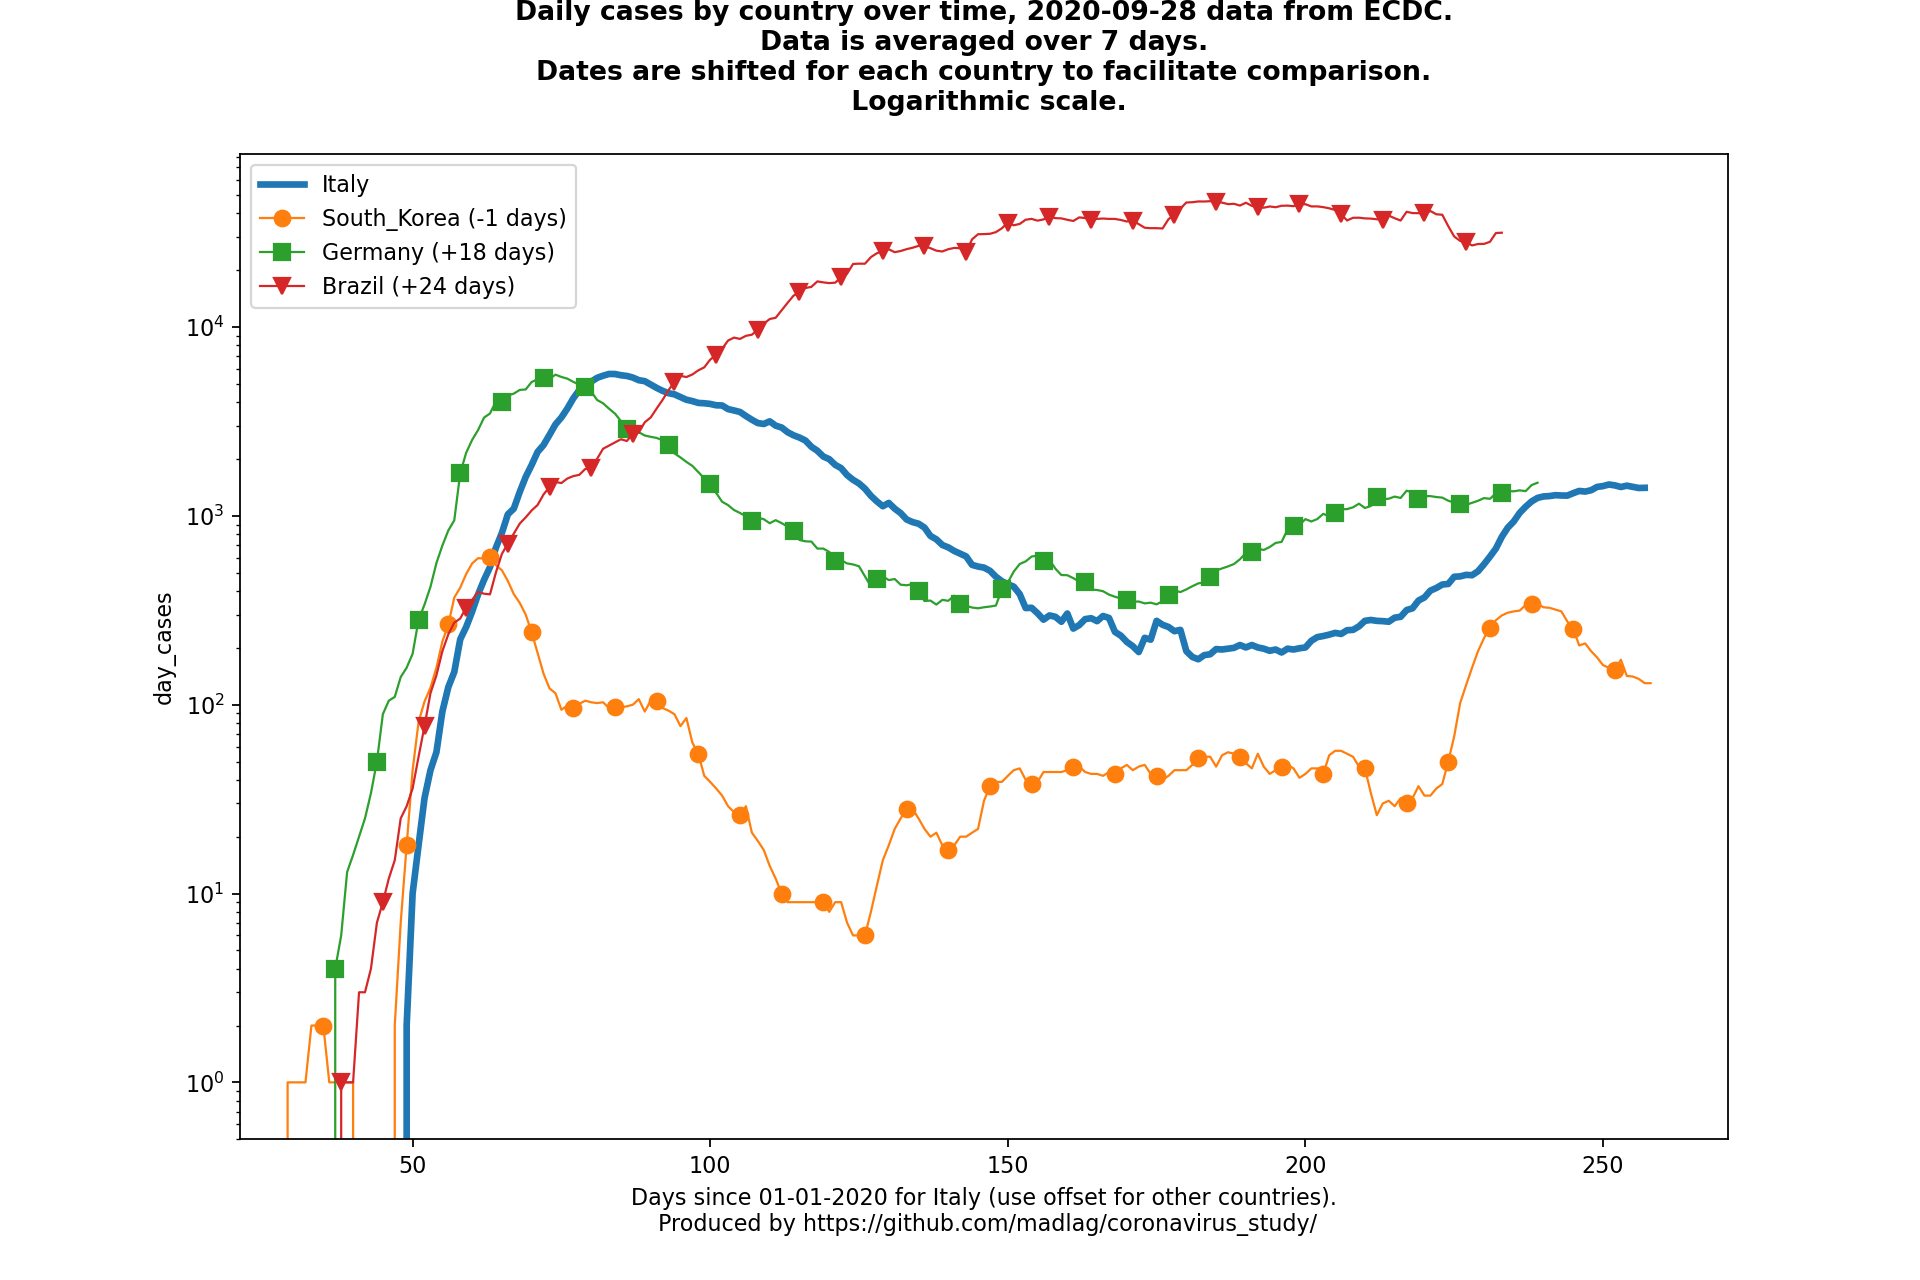 Daily cases by country over time, 2020-09-28 data from ECDC.
Data is averaged over 7 days.
Dates are shifted for each country to facilitate comparison.
Logarithmic scale.
Italy
South_Korea (-1 days)
Germany (+18 days)
Brazil (+24 days)
day_cases
10⁴
10³
10²
10¹
10⁰
50 100 150 200 250
Days since 01-01-2020 for Italy (use offset for other countries).
Produced by https://github.com/madlag/coronavirus_study/